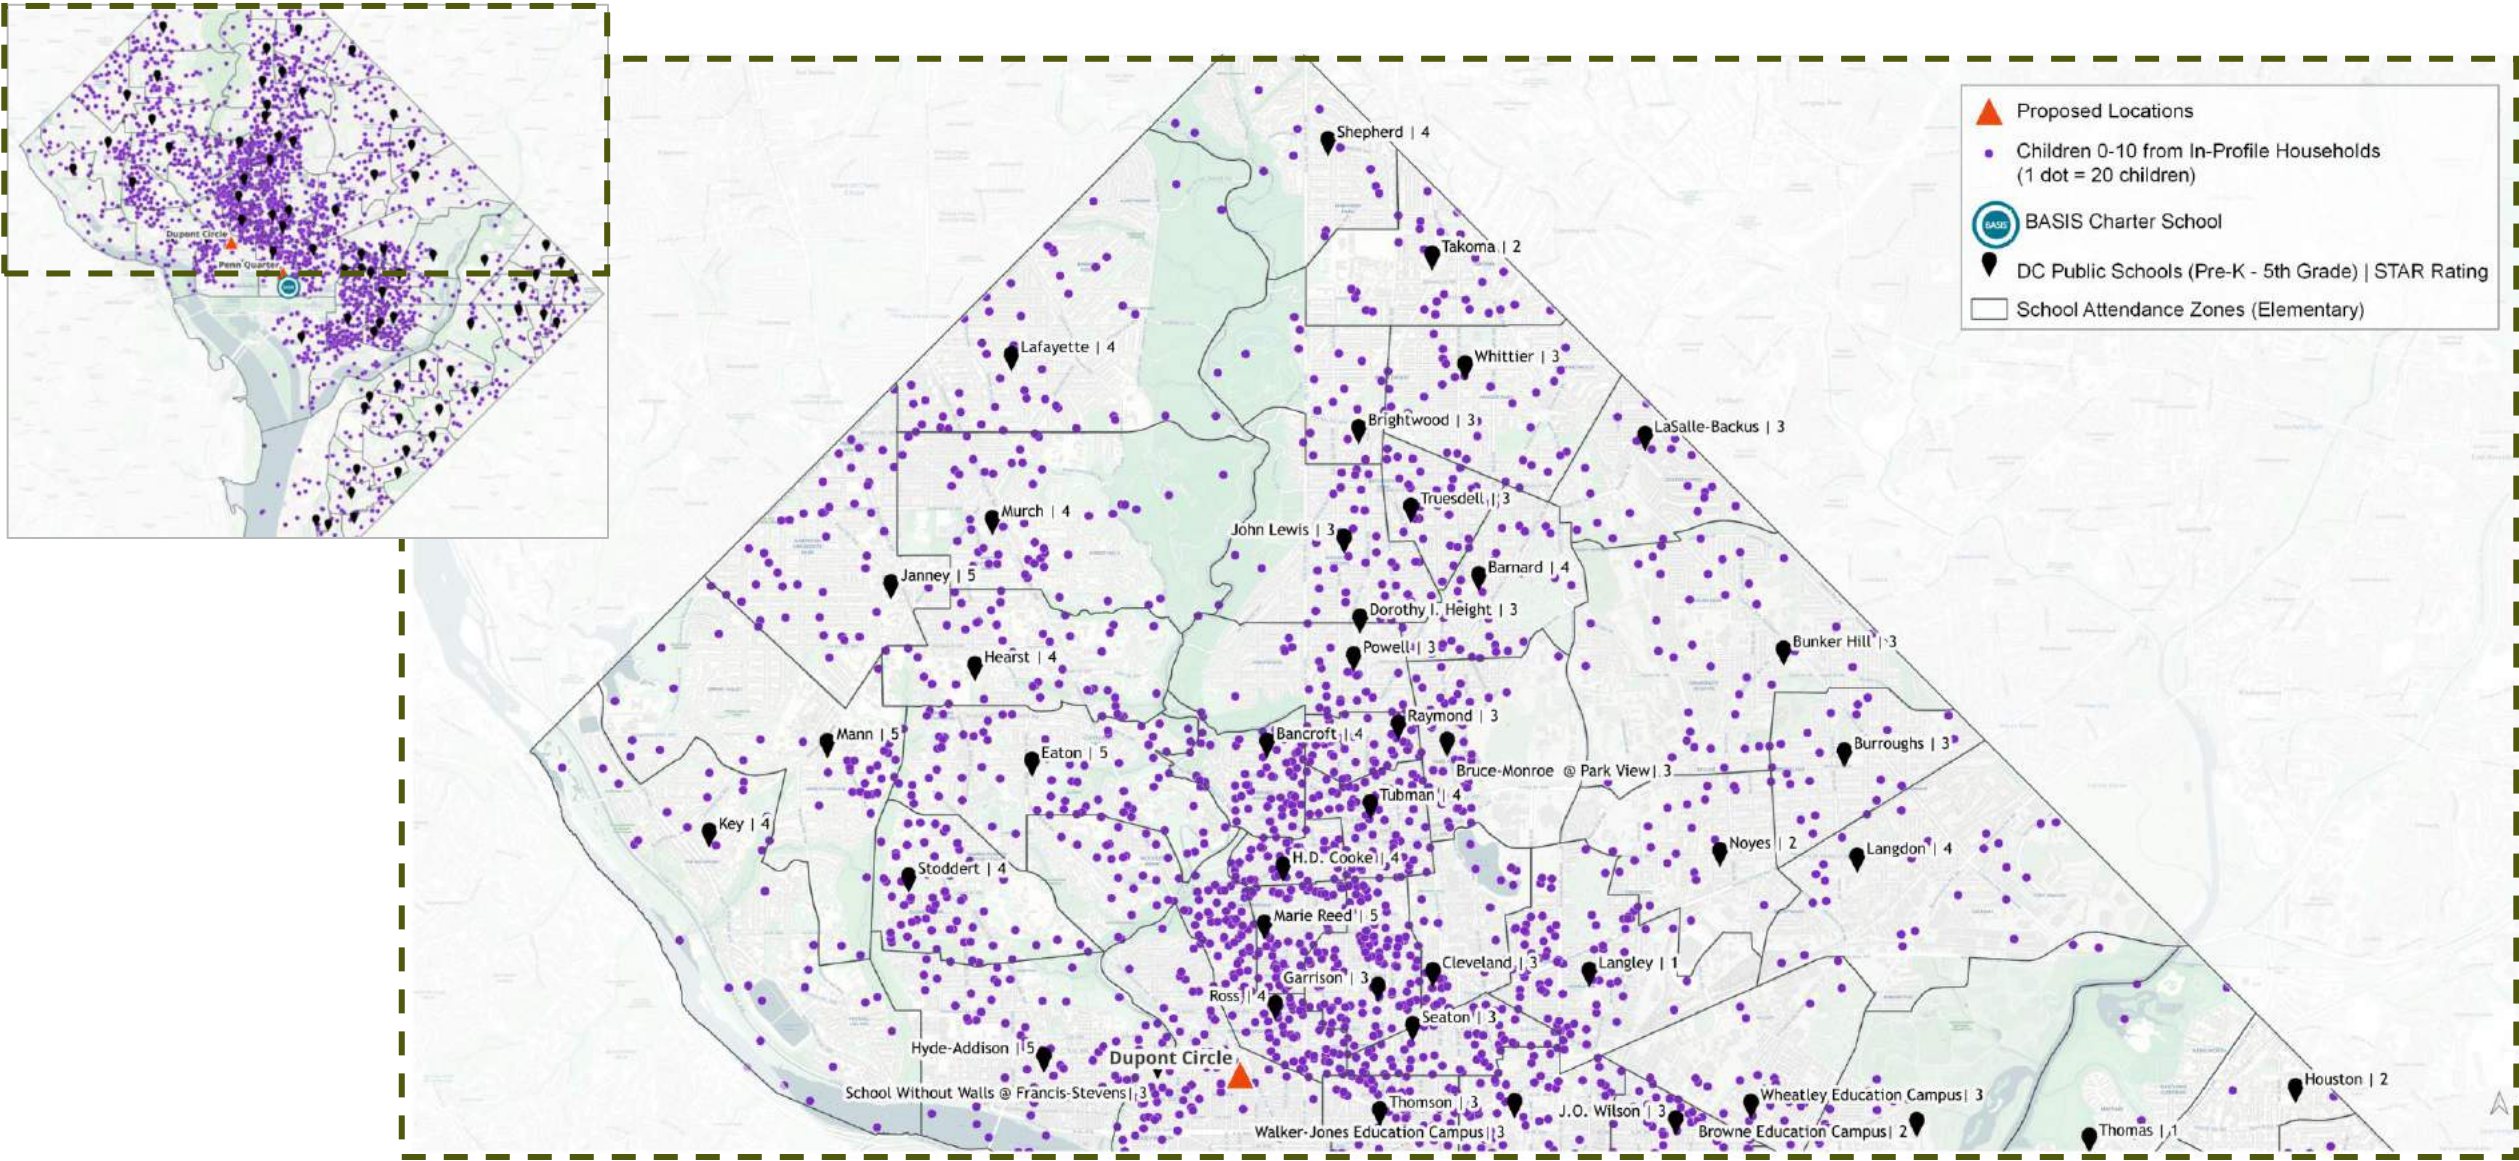 Dupont Circle
Penn Quarter
BASIS
Proposed Locations
Children 0-10 from In-Profile Households
(1 dot = 20 children)
BASIS
BASIS Charter School
DC Public Schools (Pre-K - 5th Grade) | STAR Rating
School Attendance Zones (Elementary)
Shepherd | 4
Takoma | 2
Lafayette | 4
Whittier | 3
Brightwood | 3
LaSalle-Backus | 3
Truesdell | 3
Murch | 4
John Lewis | 3
Barnard | 4
Janney | 5
Dorothy I. Height | 3
Bunker Hill | 3
Powell | 3
Hearst | 4
Raymond | 3
Mann | 5
Bancroft | 4
Eaton | 5
Burroughs | 3
Bruce-Monroe @ Park View | 3
Tubman | 4
Key | 4
Noyes | 2
Langdon | 4
H.D. Cooke | 4
Stoddert | 4
Marie Reed | 5
Cleveland | 3
Langley | 1
Garrison | 3
Ross | 4
Seaton | 3
Hyde-Addison | 5
Dupont Circle
Houston | 2
School Without Walls @ Francis-Stevens | 3
Wheatley Education Campus | 3
Thomson | 3
J.O. Wilson | 3
Walker-Jones Education Campus | 3
Browne Education Campus | 2
Thomas | 1